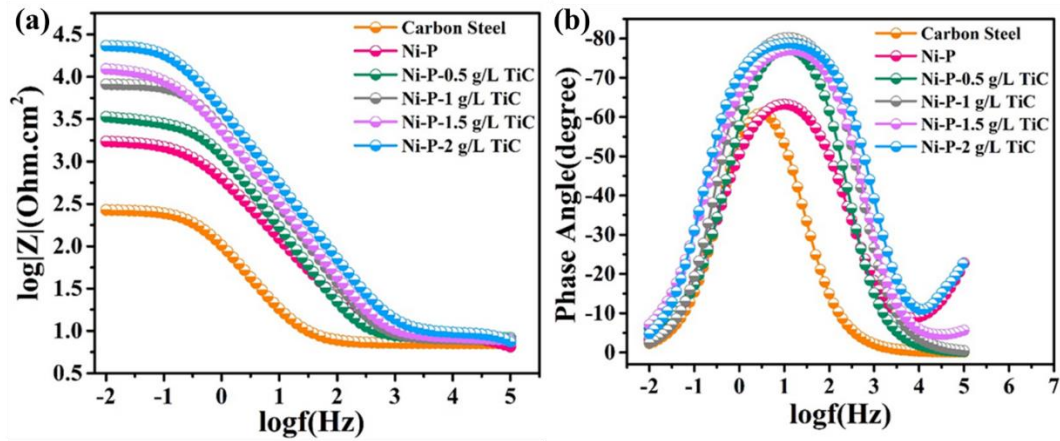 (a)
Carbon Steel
Ni-P
Ni-P-0.5 g/L TiC
Ni-P-1 g/L TiC
Ni-P-1.5 g/L TiC
Ni-P-2 g/L TiC
log|Z|(Ohm.cm²)
4.5
4.0
3.5
3.0
2.5
2.0
1.5
1.0
0.5
-2 -1 0 1 2 3 4 5
logf(Hz)
(b)
Carbon Steel
Ni-P
Ni-P-0.5 g/L TiC
Ni-P-1 g/L TiC
Ni-P-1.5 g/L TiC
Ni-P-2 g/L TiC
Phase Angle(degree)
-80
-70
-60
-50
-40
-30
-20
-10
0
-2 -1 0 1 2 3 4 5 6 7
logf(Hz)